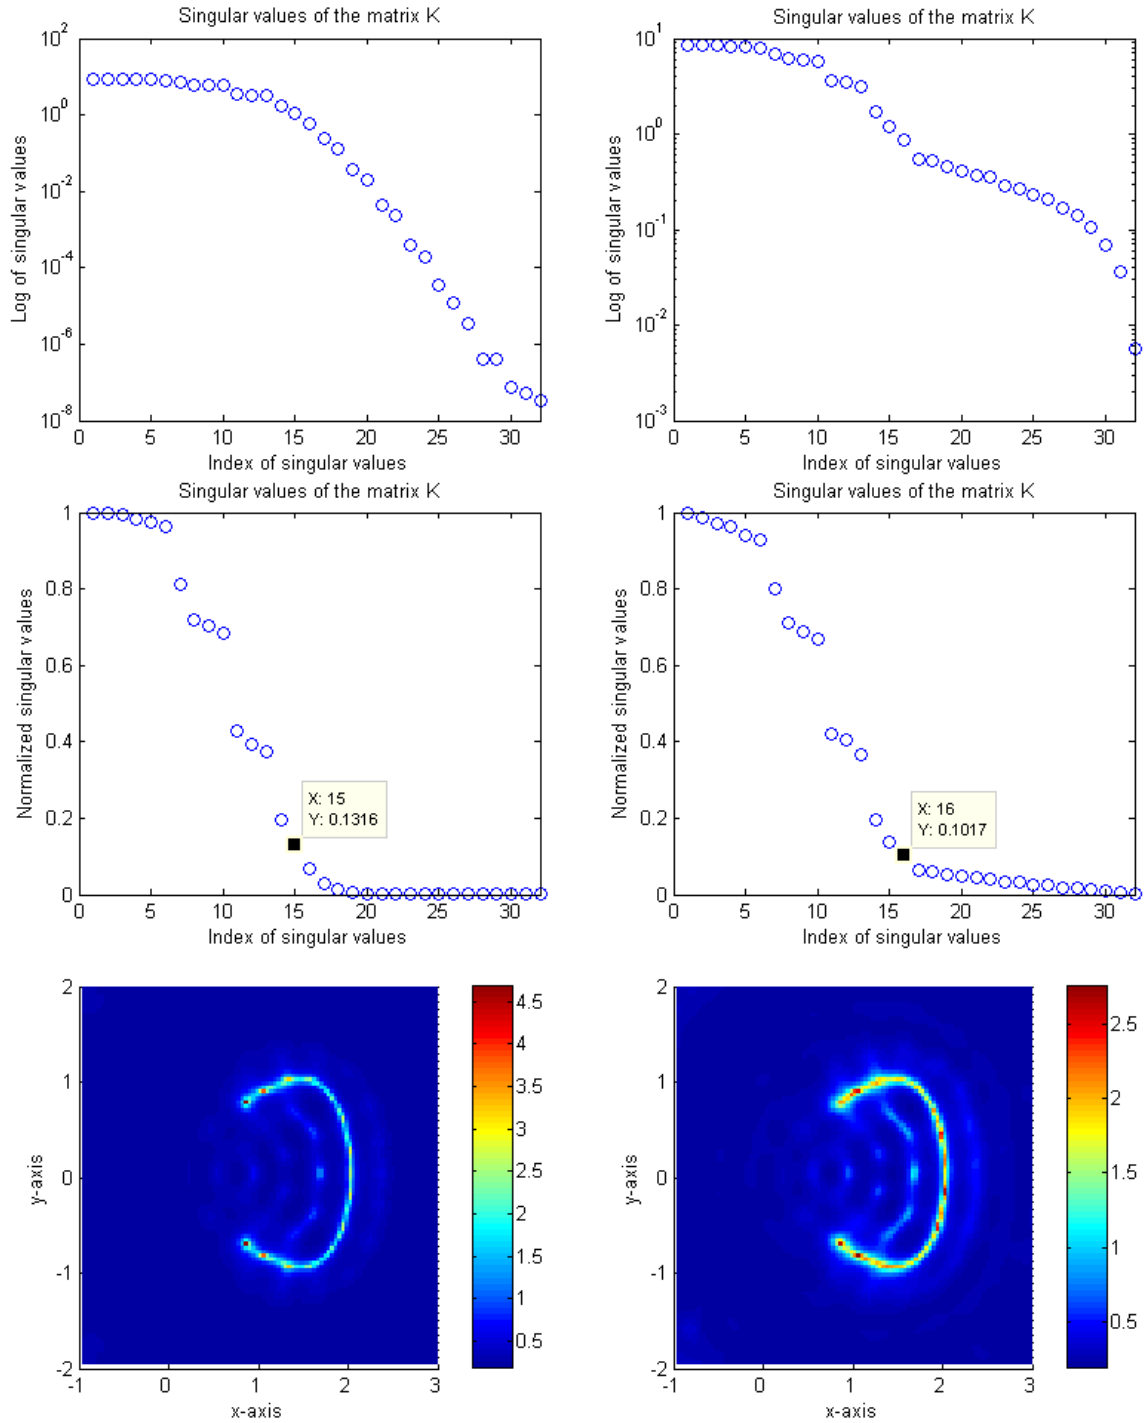 Singular values of the matrix K
10^2
10^0
10^-2
10^-4
10^-6
10^-8
Log of singular values
0 5 10 15 20 25 30
Index of singular values
Singular values of the matrix K
10^1
10^0
10^-1
10^-2
10^-3
Log of singular values
0 5 10 15 20 25 30
Index of singular values
Singular values of the matrix K
1
0.8
0.6
0.4
0.2
0
Normalized singular values
X: 15
Y: 0.1316
0 5 10 15 20 25 30
Index of singular values
Singular values of the matrix K
1
0.8
0.6
0.4
0.2
0
Normalized singular values
X: 16
Y: 0.1017
0 5 10 15 20 25 30
Index of singular values
2
1
0
-1
-2
y-axis
-1 0 1 2 3
x-axis
4.5
4
3.5
3
2.5
2
1.5
1
0.5
2
1
0
-1
-2
y-axis
-1 0 1 2 3
x-axis
2.5
2
1.5
1
0.5